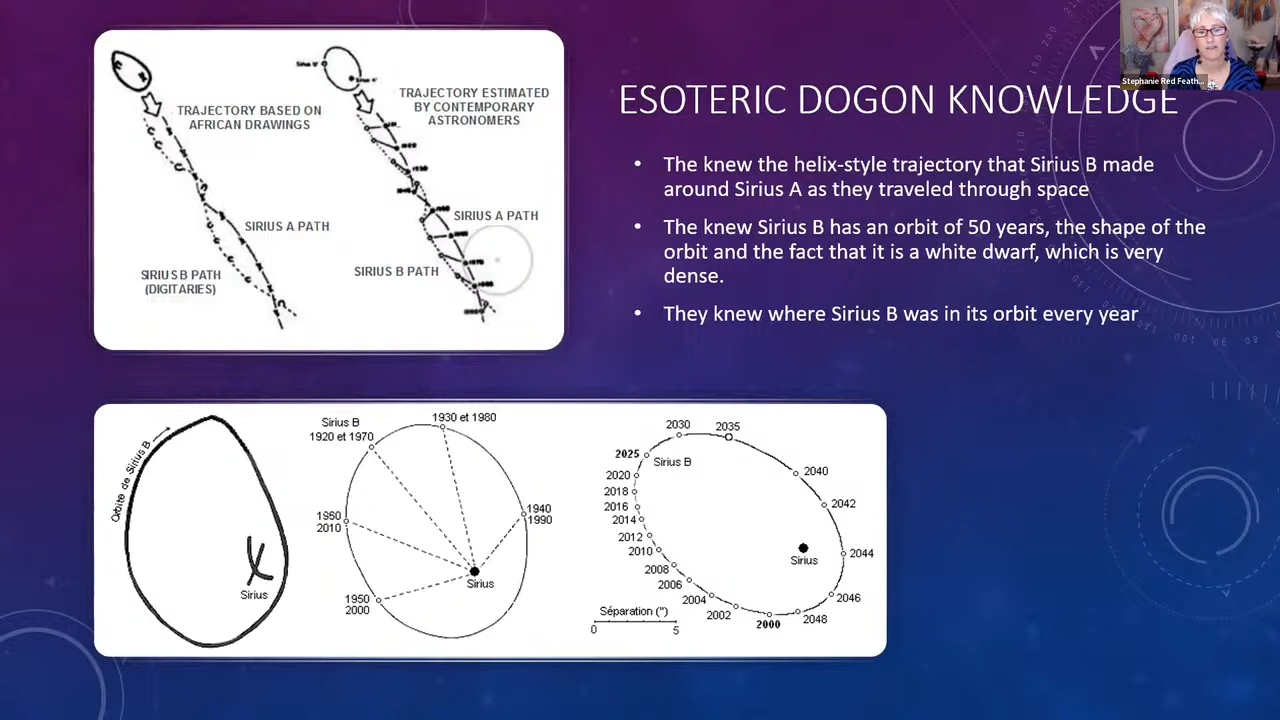 Stephanie Red Feath...
ESOTERIC DOGON KNOWLEDGE
• The knew the helix-style trajectory that Sirius B made
around Sirius A as they traveled through space
• The knew Sirius B has an orbit of 50 years, the shape of the
orbit and the fact that it is a white dwarf, which is very
dense.
• They knew where Sirius B was in its orbit every year
TRAJECTORY BASED ON
AFRICAN DRAWINGS
SIRIUS A PATH
SIRIUS B PATH
(DIGITARIES)
TRAJECTORY ESTIMATED
BY CONTEMPORARY
ASTRONOMERS
SIRIUS A PATH
SIRIUS B PATH
Orbite de Sirius B
Sirius
Sirius B
1920 et 1970
1930 et 1980
1940
1990
1960
2010
1950
2000
Sirius
2030
2035
2025
Sirius B
2020
2018
2016
2014
2012
2010
2008
2006
2004
2002
2000
2048
2046
2044
2042
2040
Sirius
Séparation (")
0
5